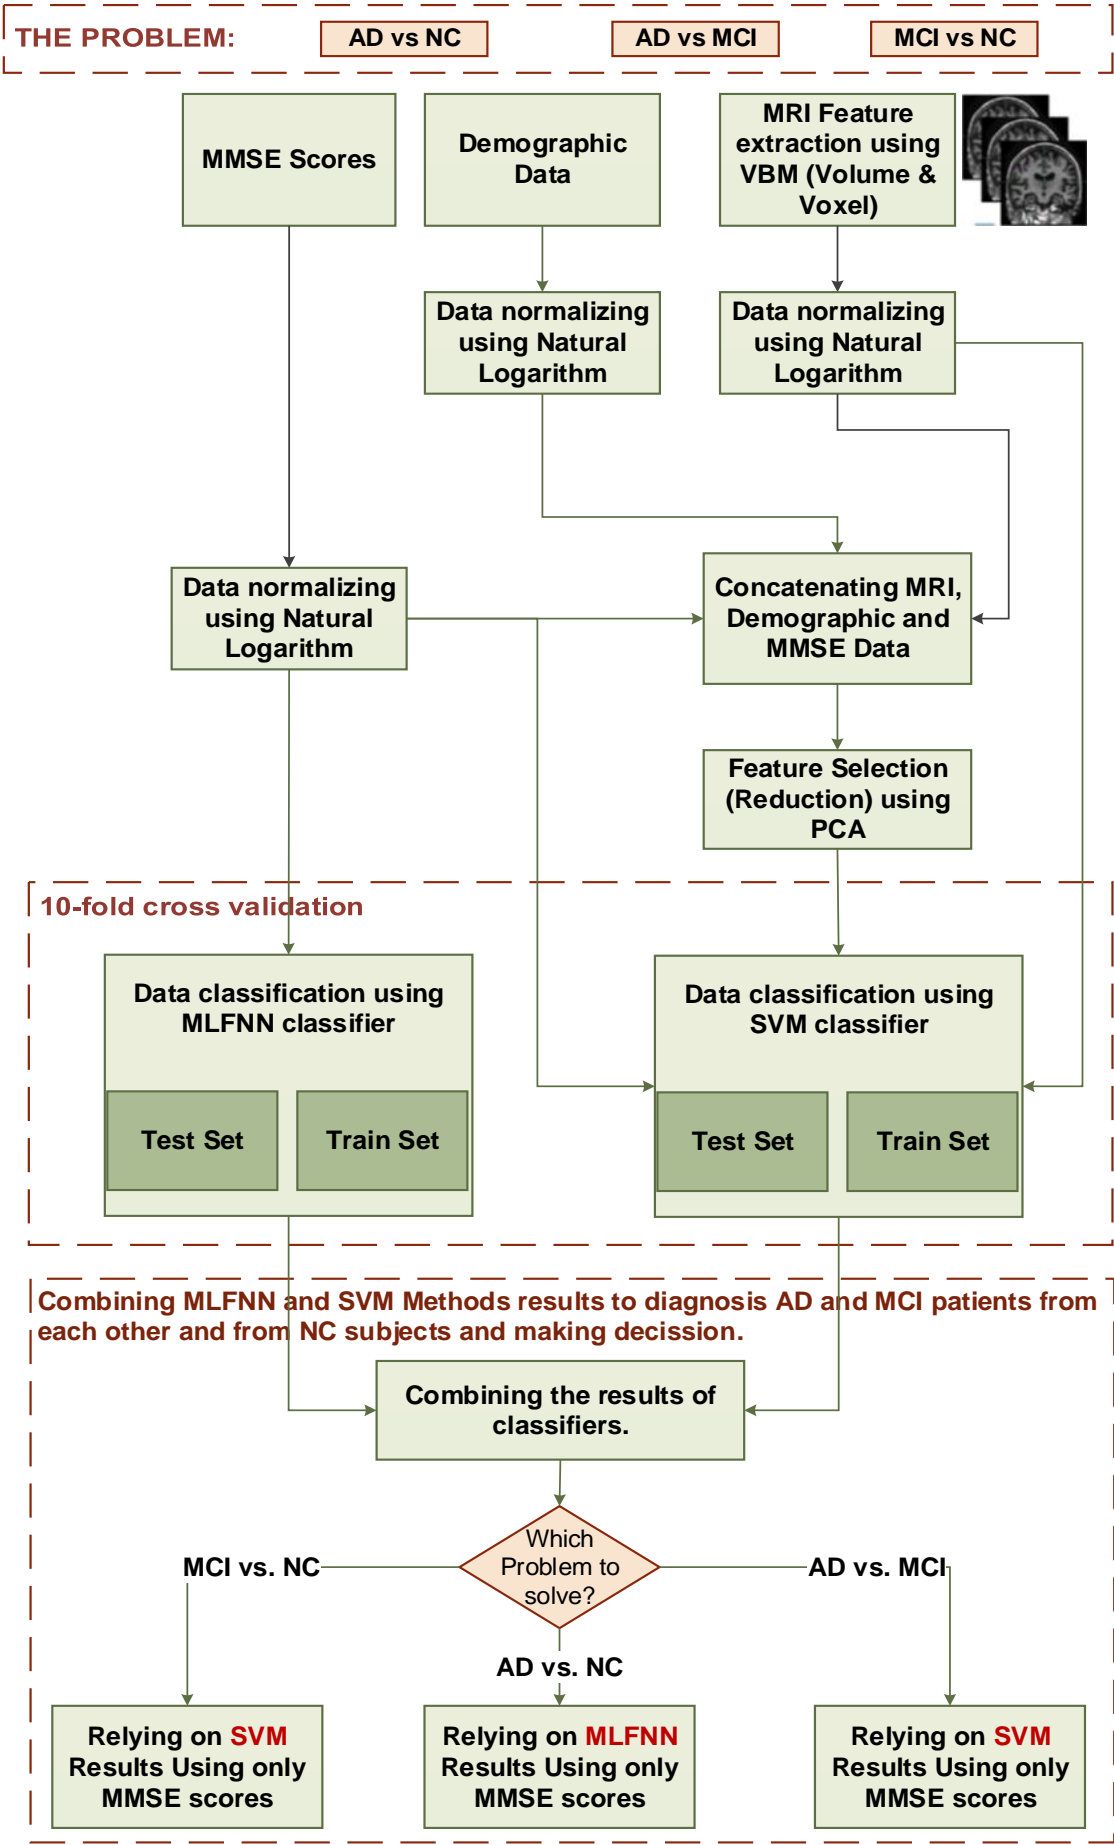 THE PROBLEM:
AD vs NC
AD vs MCI
MCI vs NC
MMSE Scores
Demographic
Data
MRI Feature
extraction using
VBM (Volume &
Voxel)
Data normalizing
using Natural
Logarithm
Data normalizing
using Natural
Logarithm
Data normalizing
using Natural
Logarithm
Concatenating MRI,
Demographic and
MMSE Data
Feature Selection
(Reduction) using
PCA
10-fold cross validation
Data classification using
MLFNN classifier
Test Set
Train Set
Data classification using
SVM classifier
Test Set
Train Set
Combining MLFNN and SVM Methods results to diagnosis AD and MCI patients from
each other and from NC subjects and making decission.
Combining the results of
classifiers.
Which
Problem to
solve?
MCI vs. NC
AD vs. MCI
AD vs. NC
Relying on SVM
Results Using only
MMSE scores
Relying on MLFNN
Results Using only
MMSE scores
Relying on SVM
Results Using only
MMSE scores